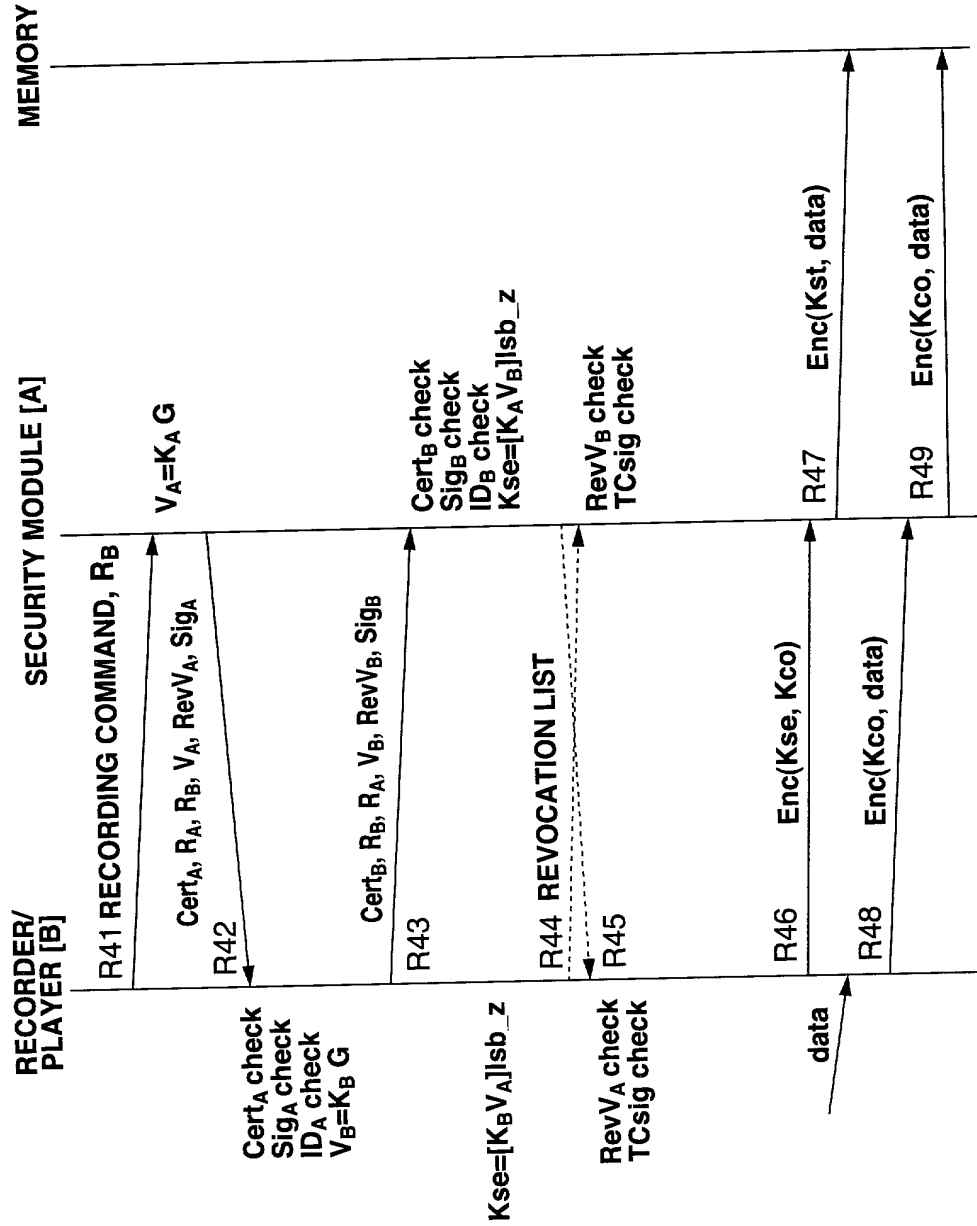 RECORDER/
PLAYER [B]
SECURITY MODULE [A]
MEMORY
R41 RECORDING COMMAND, RB
VA=KA G
CertA, RA, RB, VA, RevVA, SigA
R42
CertA check
SigA check
IDA check
VB=KB G
CertB, RB, RA, VB, RevVB, SigB
R43
CertB check
SigB check
IDB check
Kse=[KAVB]lsb_z
Kse=[KBVA]lsb_z
R44 REVOCATION LIST
R45
RevVA check
TCsig check
RevVB check
TCsig check
R46
Enc(Kse, Kco)
R47
Enc(Kst, data)
data
R48
Enc(Kco, data)
R49
Enc(Kco, data)